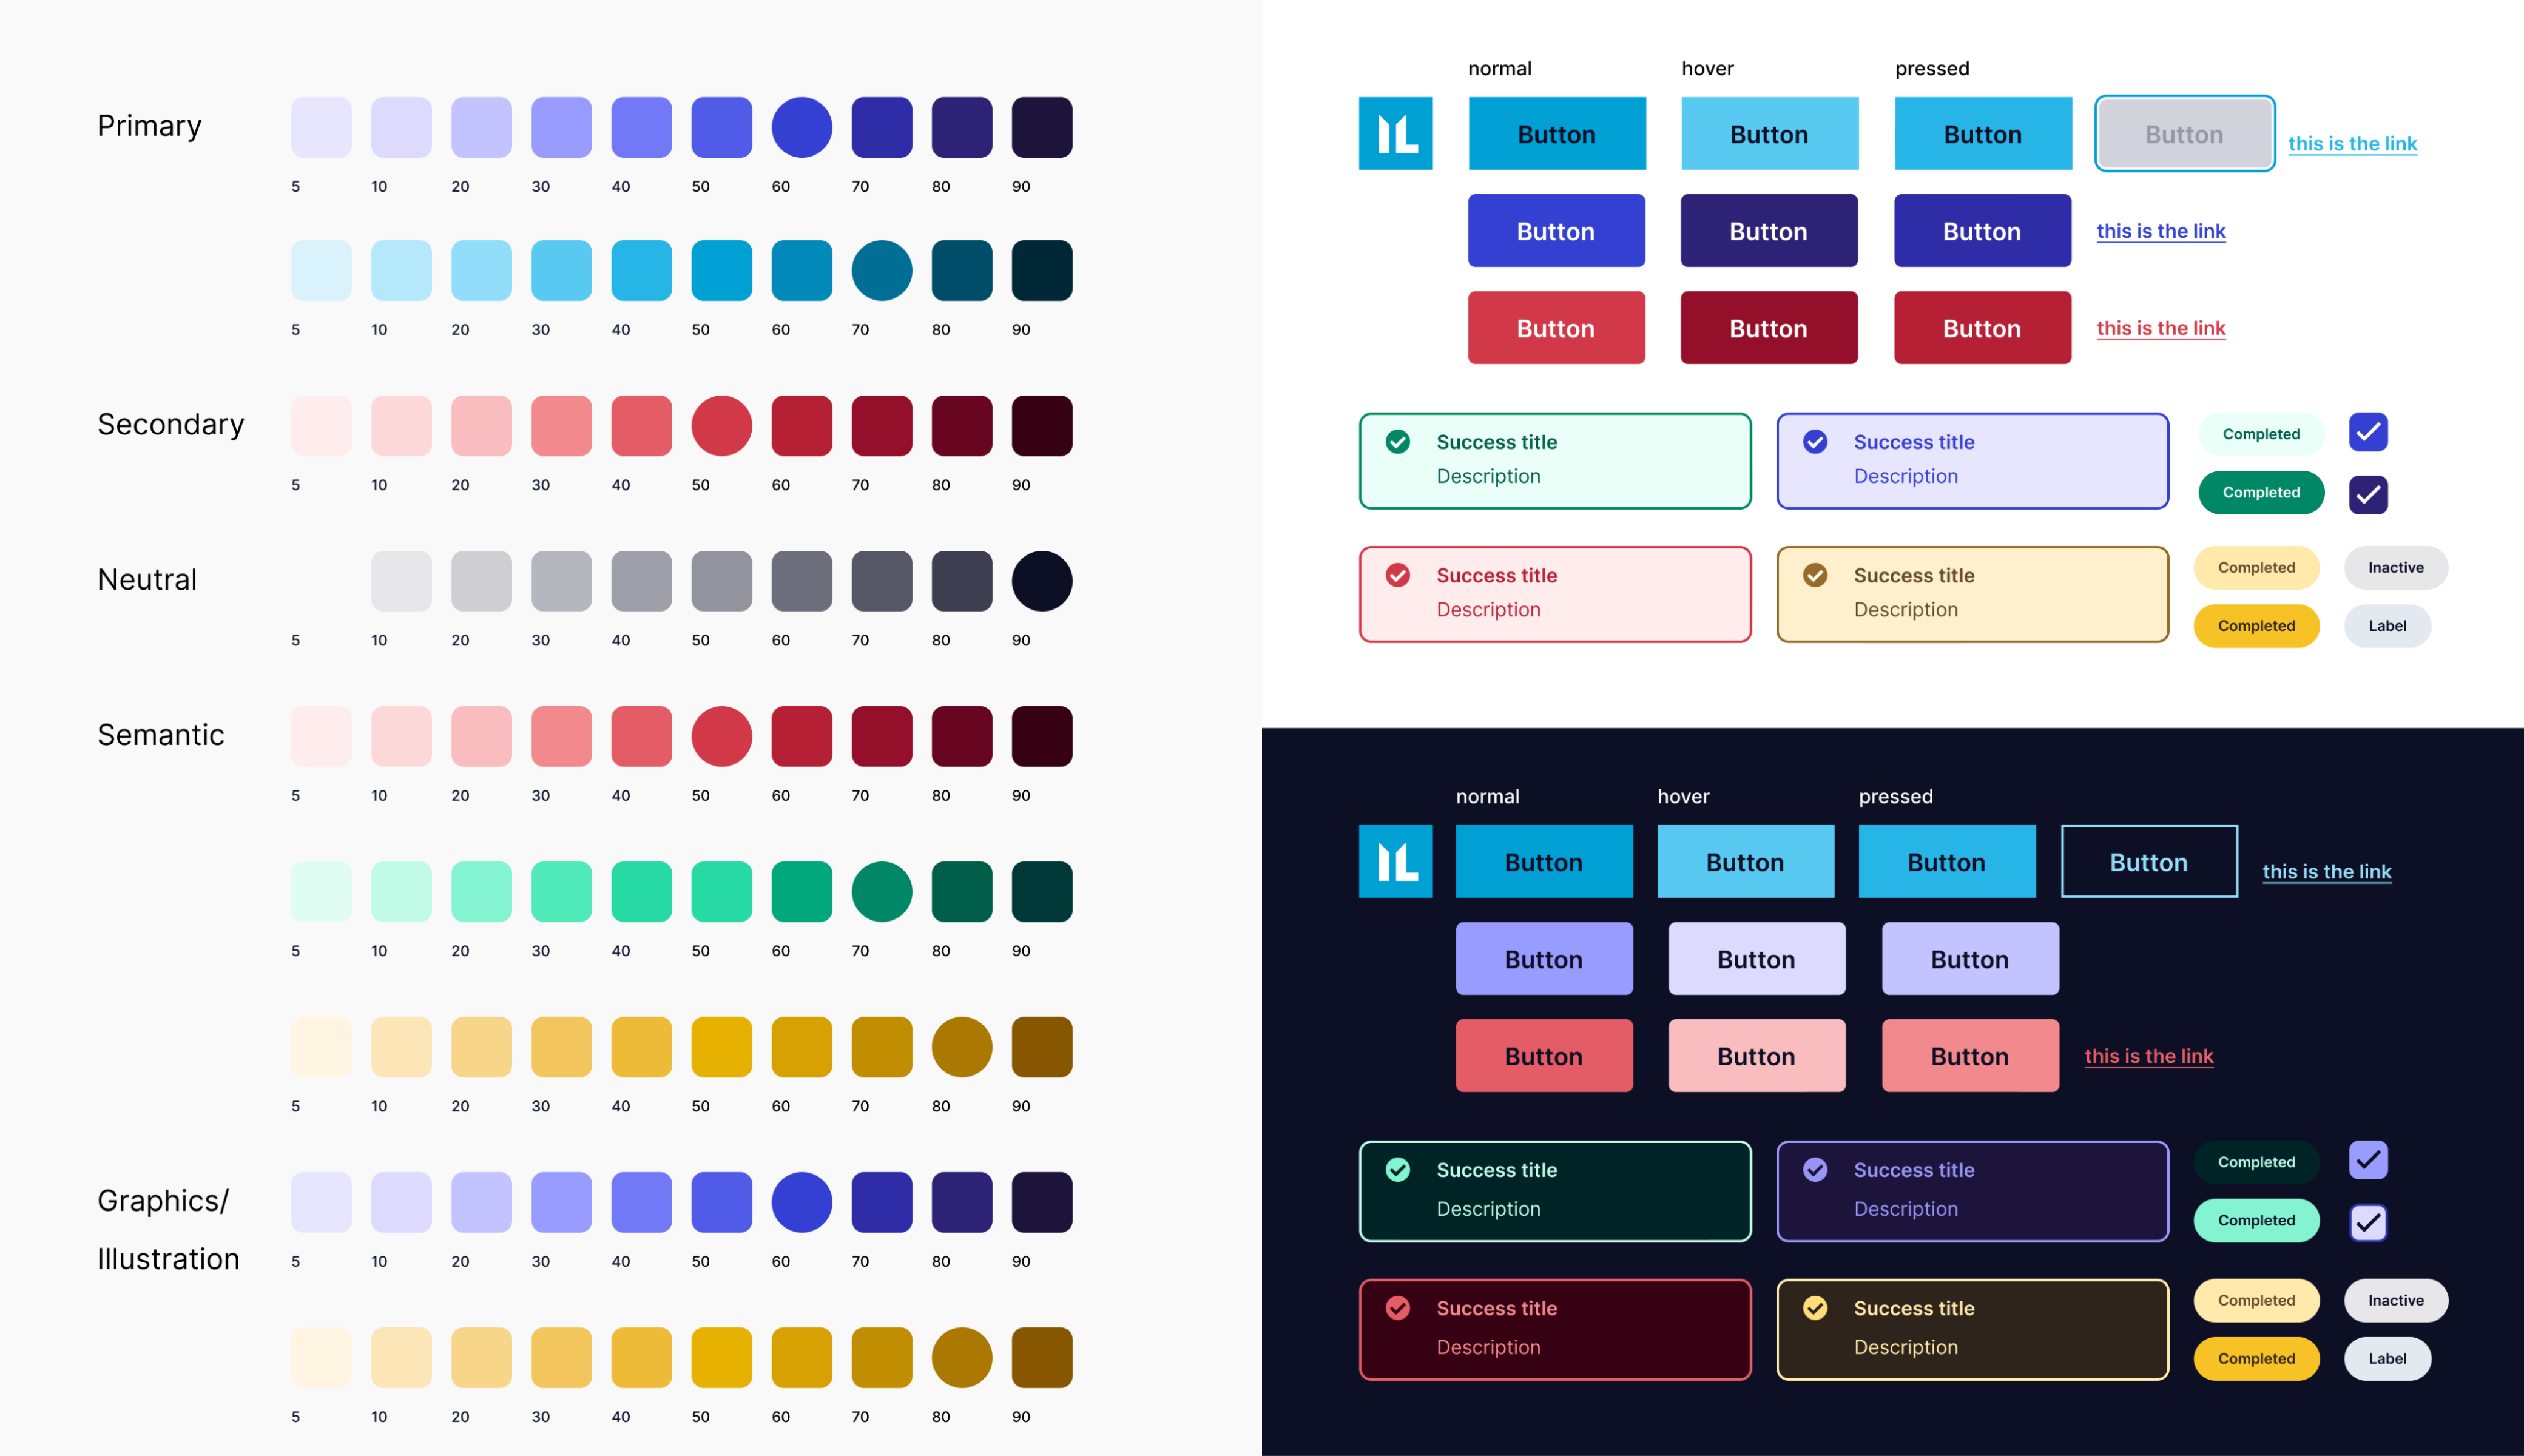 Primary
5 10 20 30 40 50 60 70 80 90
5 10 20 30 40 50 60 70 80 90
Secondary
5 10 20 30 40 50 60 70 80 90
Neutral
5 10 20 30 40 50 60 70 80 90
Semantic
5 10 20 30 40 50 60 70 80 90
5 10 20 30 40 50 60 70 80 90
5 10 20 30 40 50 60 70 80 90
Graphics/
Illustration
5 10 20 30 40 50 60 70 80 90
5 10 20 30 40 50 60 70 80 90
normal hover pressed
Button Button Button Button this is the link
Button Button Button this is the link
Button Button Button this is the link
Success title Success title Completed
Description Description
Completed
Success title Success title Completed Inactive
Description Description
Completed Label
normal hover pressed
Button Button Button Button this is the link
Button Button Button
Button Button Button this is the link
Success title Success title Completed
Description Description Completed
Success title Success title Completed Inactive
Description Description Completed Label